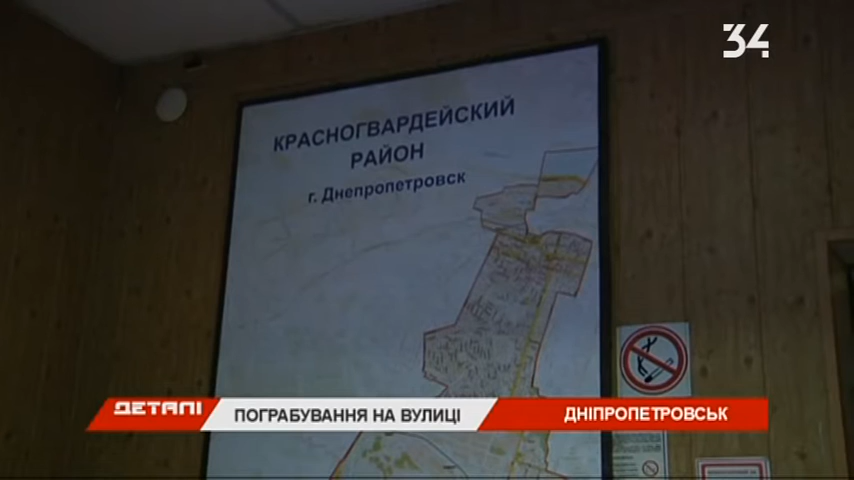 34
КРАСНОГВАРДЕЙСКИЙ
РАЙОН
г. Днепропетровск
ДЕТАЛІ
ПОГРАБУВАННЯ НА ВУЛИЦІ
ДНІПРОПЕТРОВСЬК